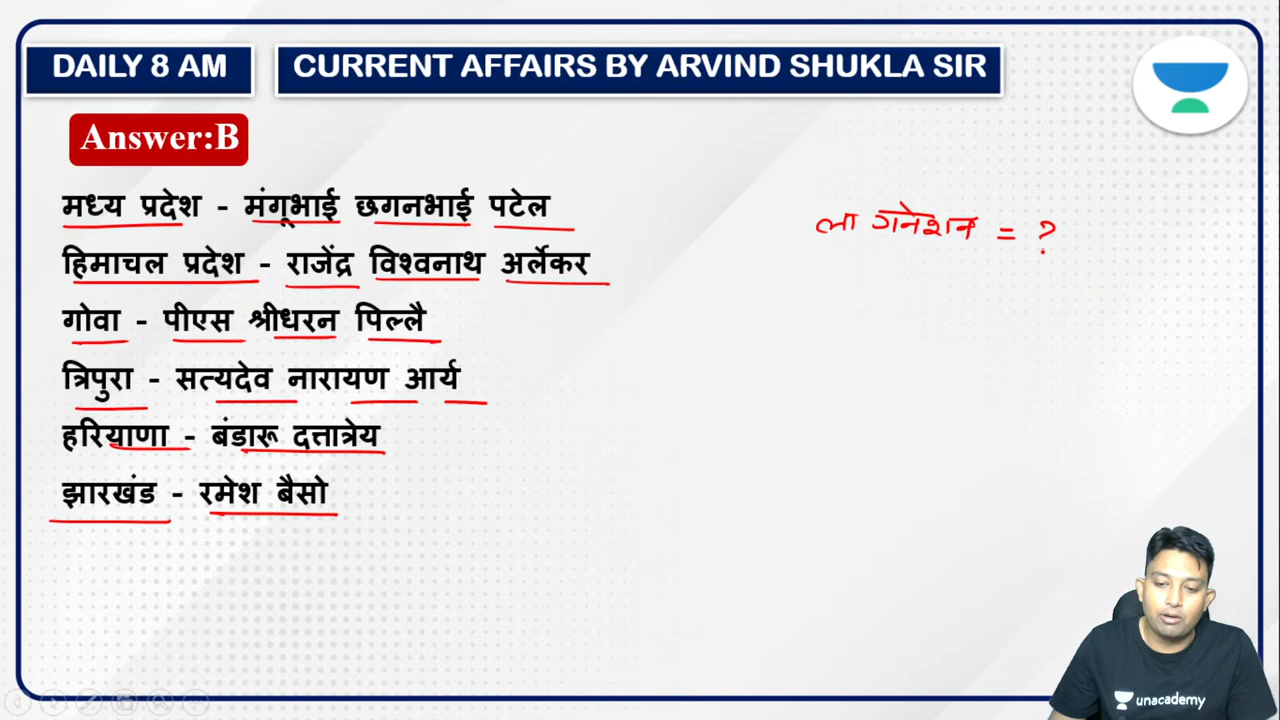 DAILY 8 AM
CURRENT AFFAIRS BY ARVIND SHUKLA SIR
Answer:B
मध्य प्रदेश - मंगूभाई छगनभाई पटेल
हिमाचल प्रदेश - राजेंद्र विश्वनाथ अर्लेकर
गोवा - पीएस श्रीधरन पिल्लै
त्रिपुरा - सत्यदेव नारायण आर्य
हरियाणा - बंडारू दत्तात्रेय
झारखंड - रमेश बैसो
ला गनेशन = ?
unacademy